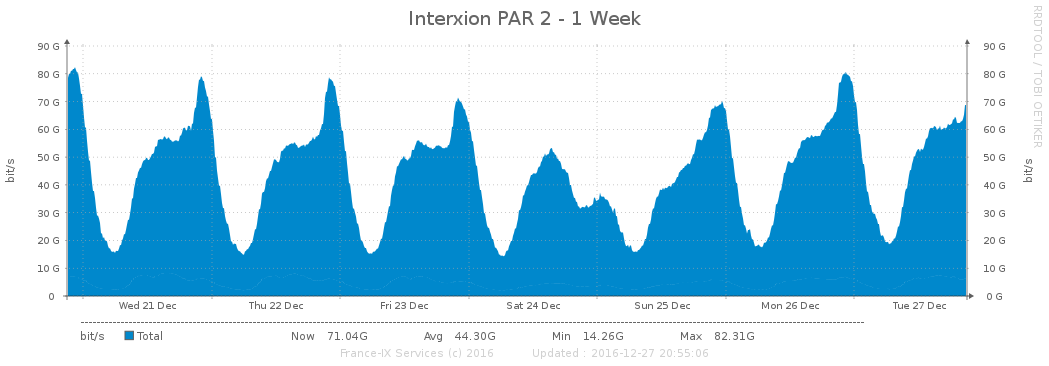 Interxion PAR 2 - 1 Week
RRDTOOL / TOBI OETIKER
bit/s
90 G 90 G
80 G 80 G
70 G 70 G
60 G 60 G
50 G 50 G
40 G 40 G
30 G 30 G
20 G 20 G
10 G 10 G
0 0 G
bit/s
Wed 21 Dec Thu 22 Dec Fri 23 Dec Sat 24 Dec Sun 25 Dec Mon 26 Dec Tue 27 Dec
bit/s Total Now 71.04G Avg 44.30G Min 14.26G Max 82.31G
France-IX Services (c) 2016 Updated : 2016-12-27 20:55:06